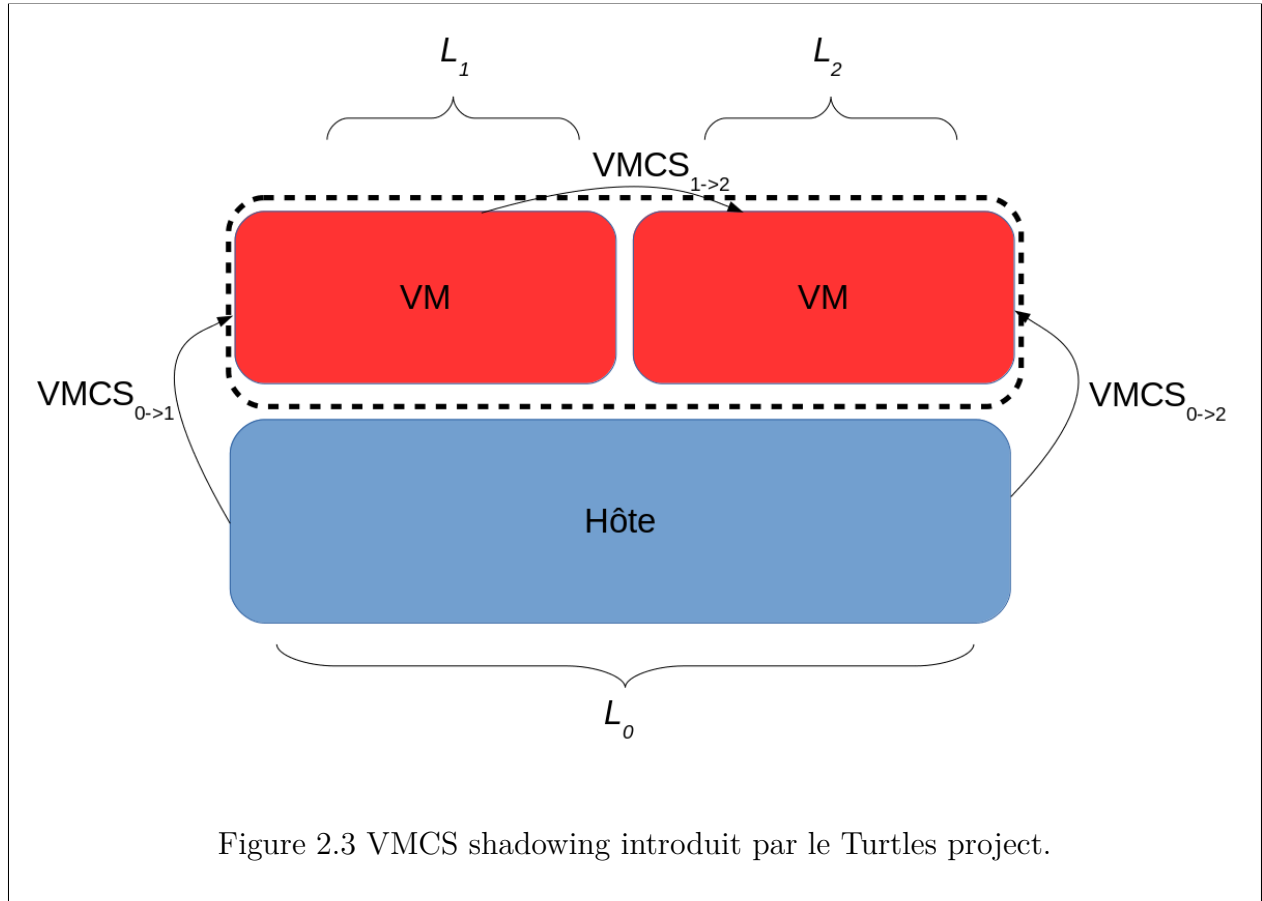 L1
L2
VMCS1->2
VM
VM
VMCS0->1
VMCS0->2
Hôte
L0
Figure 2.3 VMCS shadowing introduit par le Turtles project.